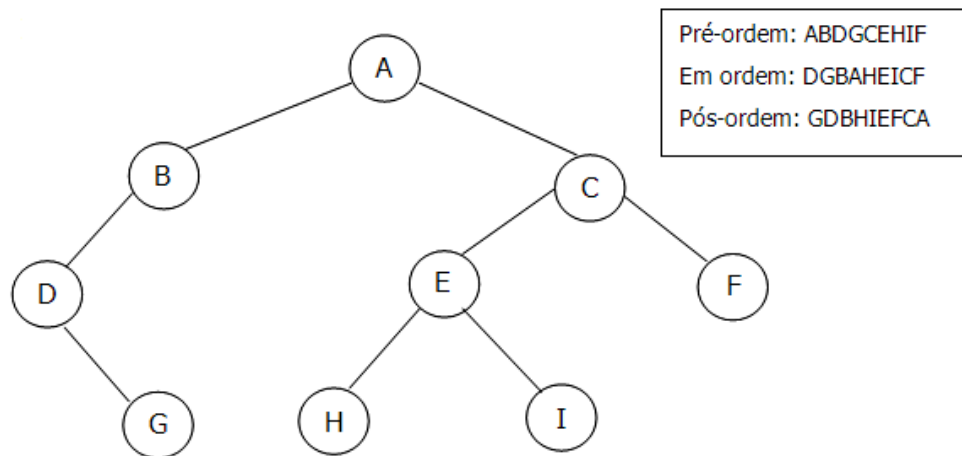 A
Pré-ordem: ABDGCEHIF
Em ordem: DGBAHEICF
Pós-ordem: GDBHIEFCA
B
C
D
E
F
G
H
I